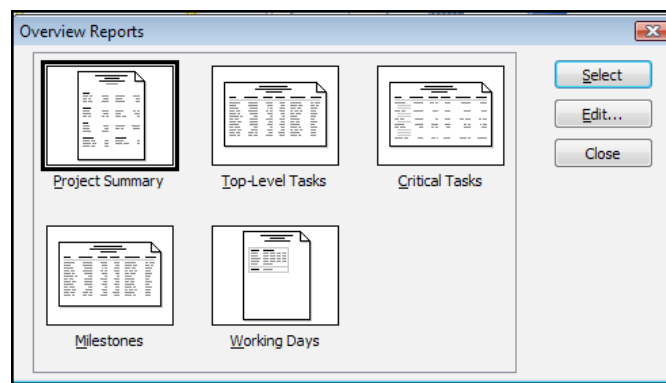 Overview Reports
Select
Edit...
Close
Project Summary
Top-Level Tasks
Critical Tasks
Milestones
Working Days